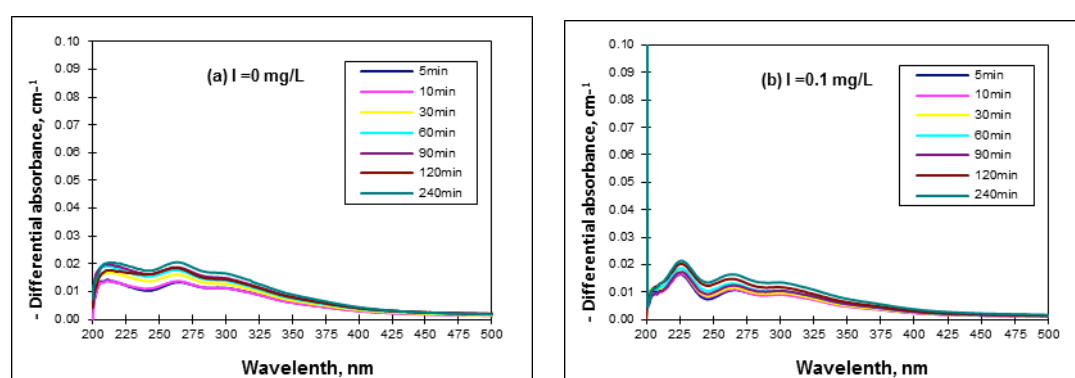 (a) I =0 mg/L
- Differential absorbance, cm⁻¹
0.10
0.09
0.08
0.07
0.06
0.05
0.04
0.03
0.02
0.01
0.00
5min
10min
30min
60min
90min
120min
240min
200 225 250 275 300 325 350 375 400 425 450 475 500
Wavelenth, nm
(b) I =0.1 mg/L
- Differential absorbance, cm⁻¹
0.10
0.09
0.08
0.07
0.06
0.05
0.04
0.03
0.02
0.01
0.00
5min
10min
30min
60min
90min
120min
240min
200 225 250 275 300 325 350 375 400 425 450 475 500
Wavelenth, nm